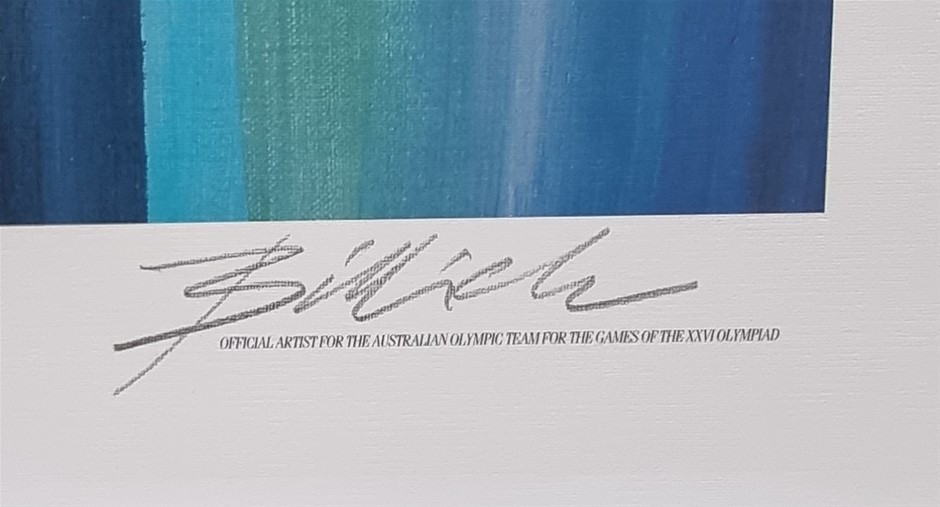 Billich
OFFICIAL ARTIST FOR THE AUSTRALIAN OLYMPIC TEAM FOR THE GAMES OF THE XXVI OLYMPIAD